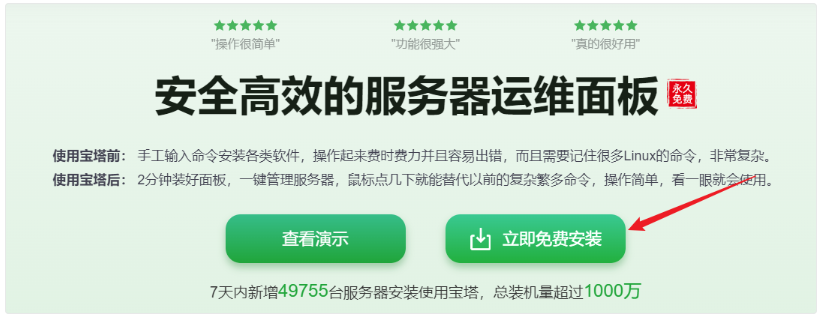 "操作很简单" "功能很强大" "真的很好用"
安全高效的服务器运维面板 永久免费
使用宝塔前： 手工输入命令安装各类软件，操作起来费时费力并且容易出错，而且需要记住很多Linux的命令，非常复杂。
使用宝塔后： 2分钟装好面板，一键管理服务器，鼠标点几下就能替代以前的复杂繁多命令，操作简单，看一眼就会使用。
查看演示 立即免费安装
7天内新增49755台服务器安装使用宝塔，总装机量超过1000万